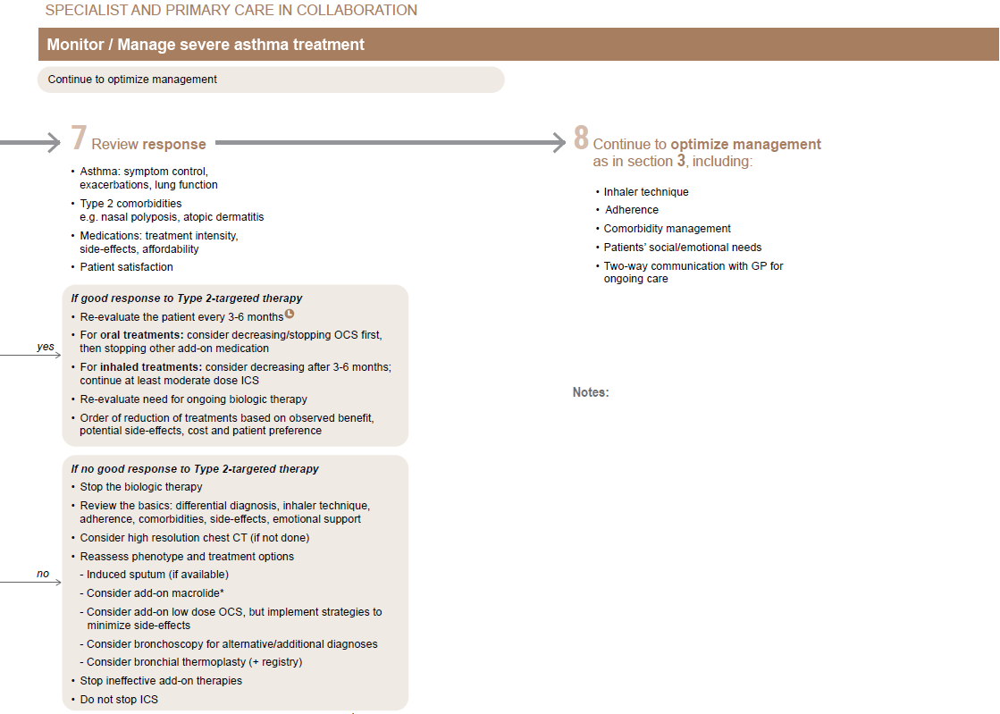 SPECIALIST AND PRIMARY CARE IN COLLABORATION
Monitor / Manage severe asthma treatment
Continue to optimize management
7 Review response
• Asthma: symptom control,
exacerbations, lung function
• Type 2 comorbidities
e.g. nasal polyposis, atopic dermatitis
• Medications: treatment intensity,
side-effects, affordability
• Patient satisfaction
yes
If good response to Type 2-targeted therapy
• Re-evaluate the patient every 3-6 months
• For oral treatments: consider decreasing/stopping OCS first,
then stopping other add-on medication
• For inhaled treatments: consider decreasing after 3-6 months;
continue at least moderate dose ICS
• Re-evaluate need for ongoing biologic therapy
• Order of reduction of treatments based on observed benefit,
potential side-effects, cost and patient preference
no
If no good response to Type 2-targeted therapy
• Stop the biologic therapy
• Review the basics: differential diagnosis, inhaler technique,
adherence, comorbidities, side-effects, emotional support
• Consider high resolution chest CT (if not done)
• Reassess phenotype and treatment options
- Induced sputum (if available)
- Consider add-on macrolide*
- Consider add-on low dose OCS, but implement strategies to
minimize side-effects
- Consider bronchoscopy for alternative/additional diagnoses
- Consider bronchial thermoplasty (+ registry)
• Stop ineffective add-on therapies
• Do not stop ICS
8 Continue to optimize management
as in section 3, including:
• Inhaler technique
• Adherence
• Comorbidity management
• Patients' social/emotional needs
• Two-way communication with GP for
ongoing care
Notes: